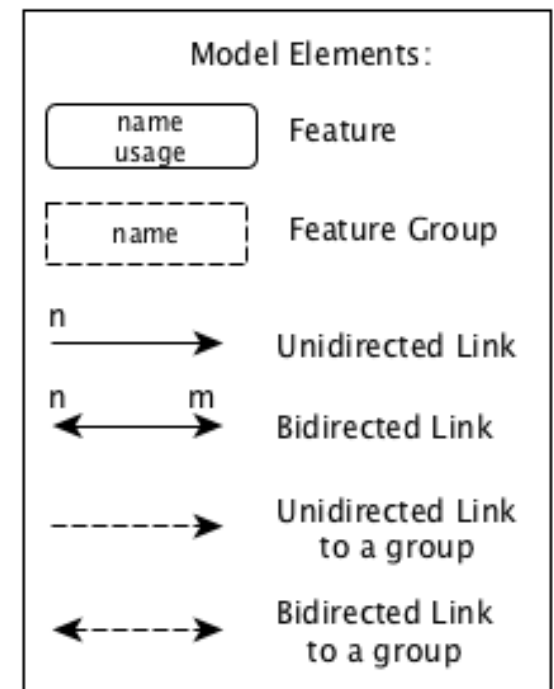 Model Elements:
name
usage
Feature
name
Feature Group
n
Unidirected Link
n m
Bidirected Link
Unidirected Link
to a group
Bidirected Link
to a group